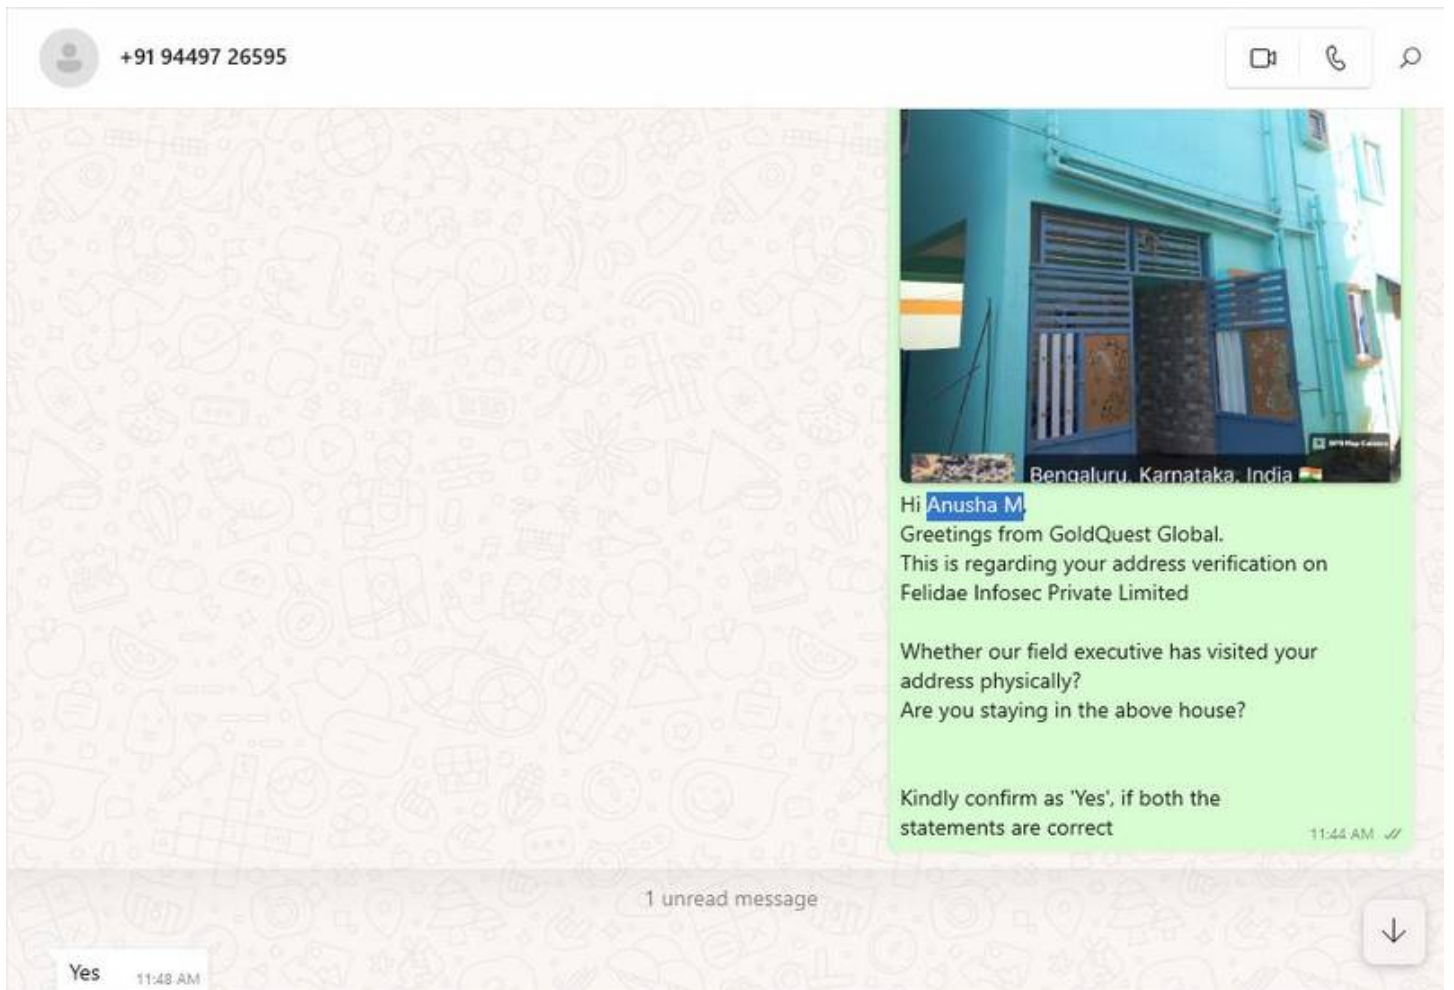 +91 94497 26595
GPS Map Camera
Bengaluru, Karnataka, India
Hi Anusha M,
Greetings from GoldQuest Global.
This is regarding your address verification on
Felidae Infosec Private Limited
Whether our field executive has visited your
address physically?
Are you staying in the above house?
Kindly confirm as 'Yes', if both the
statements are correct
11:44 AM
1 unread message
Yes
11:48 AM